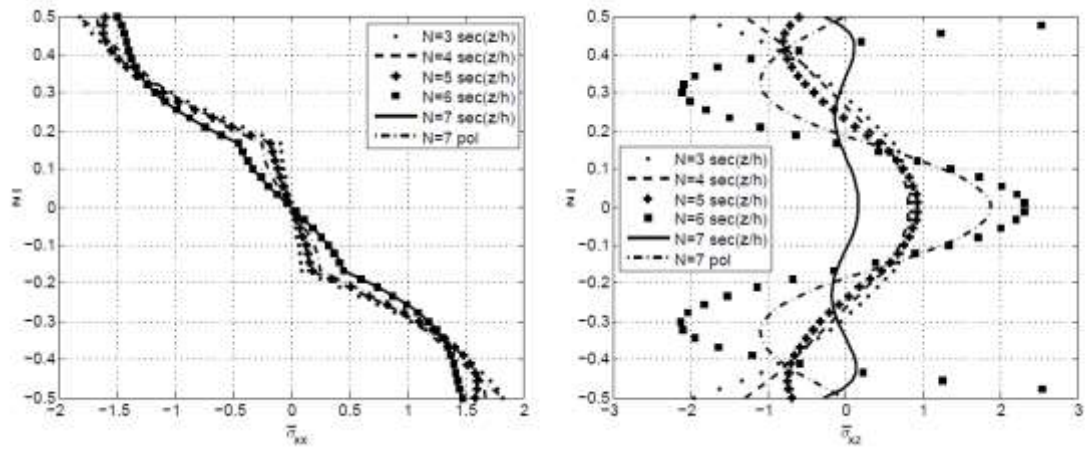 0.5
0.4
0.3
0.2
0.1
0
−0.1
−0.2
−0.3
−0.4
−0.5
−2
−1.5
−1
−0.5
0
0.5
1
1.5
2
N=3 sec(z/h)
N=4 sec(z/h)
N=5 sec(z/h)
N=6 sec(z/h)
N=7 sec(z/h)
N=7 pol
z̄
σ̄xx
0.5
0.4
0.3
0.2
0.1
0
−0.1
−0.2
−0.3
−0.4
−0.5
−3
−2
−1
0
1
2
3
N=3 sec(z/h)
N=4 sec(z/h)
N=5 sec(z/h)
N=6 sec(z/h)
N=7 sec(z/h)
N=7 pol
z̄
σ̄xz